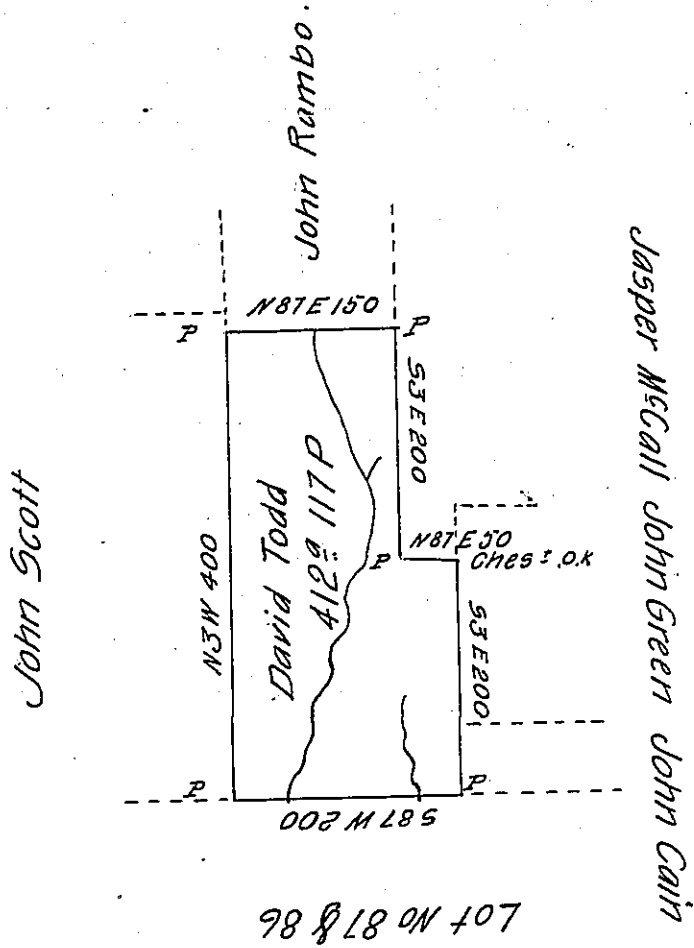 John Rambo.
N87E150
P
P
S3E200
Jasper McCall John Green John Cain
John Scott
N3W400
David Todd
412a 117P
P
N87E50
Ches: O.K
S3E200
P
P
S87W200
Lot No 87 & 86